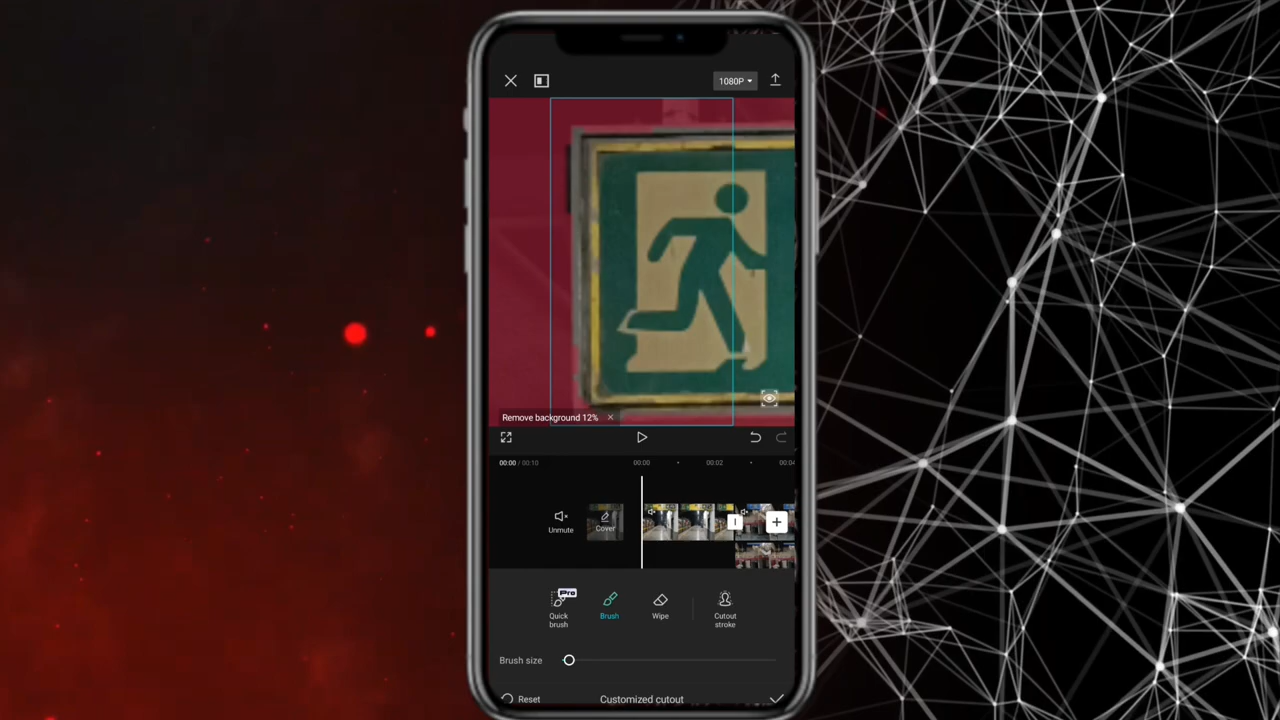 1080P
Remove background 12%
00:00 / 00:10
00:00
00:02
00:04
Unmute
Cover
Pro
Quick
brush
Brush
Wipe
Cutout
stroke
Brush size
Reset
Customized cutout